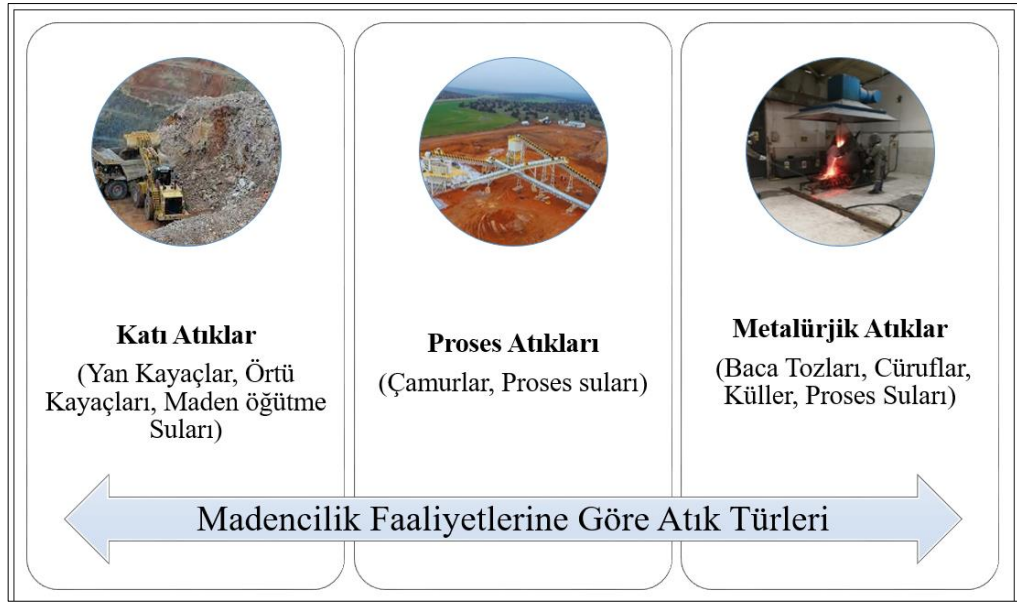 Katı Atıklar
(Yan Kayaçlar, Örtü
Kayaçları, Maden öğütme
Suları)
Proses Atıkları
(Çamurlar, Proses suları)
Metalürjik Atıklar
(Baca Tozları, Cüruflar,
Küller, Proses Suları)
Madencilik Faaliyetlerine Göre Atık Türleri